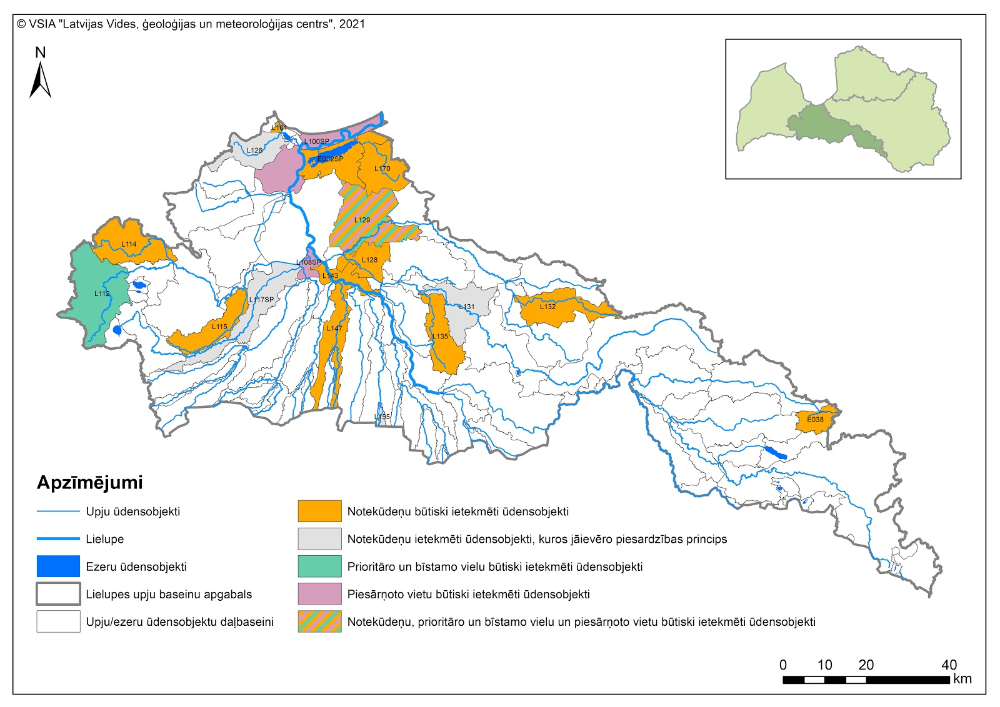 © VSIA "Latvijas Vides, ģeoloģijas un meteoroloģijas centrs", 2021
N
L101
L100SP
L126
E032SP
L170
L129
L114
L128
L108SP
L143
L112
L117SP
L131
L132
L115
L147
L135
L155
E038
Apzīmējumi
Upju ūdensobjekti
Lielupe
Ezeru ūdensobjekti
Lielupes upju baseinu apgabals
Upju/ezeru ūdensobjektu daļbaseini
Notekūdeņu būtiski ietekmēti ūdensobjekti
Notekūdeņu ietekmēti ūdensobjekti, kuros jāievēro piesardzības princips
Prioritāro un bīstamo vielu būtiski ietekmēti ūdensobjekti
Piesārņoto vietu būtiski ietekmēti ūdensobjekti
Notekūdeņu, prioritāro un bīstamo vielu un piesārņoto vietu būtiski ietekmēti ūdensobjekti
0 10 20 40
km